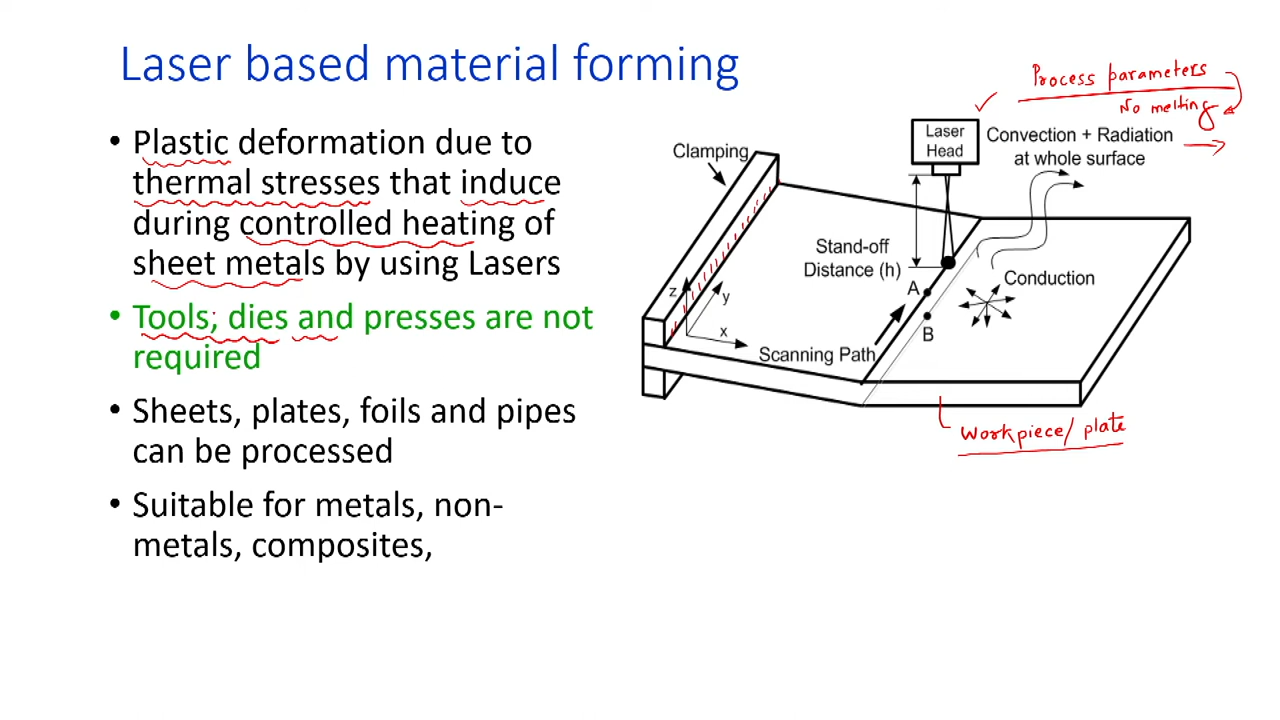 Laser based material forming
• Plastic deformation due to
thermal stresses that induce
during controlled heating of
sheet metals by using Lasers
• Tools, dies and presses are not
required
• Sheets, plates, foils and pipes
can be processed
• Suitable for metals, non-
metals, composites,
Process parameters
No melting
Laser
Head
Convection + Radiation
at whole surface
Clamping
Stand-off
Distance (h)
Conduction
A
B
z
y
x
Scanning Path
Workpiece/ plate